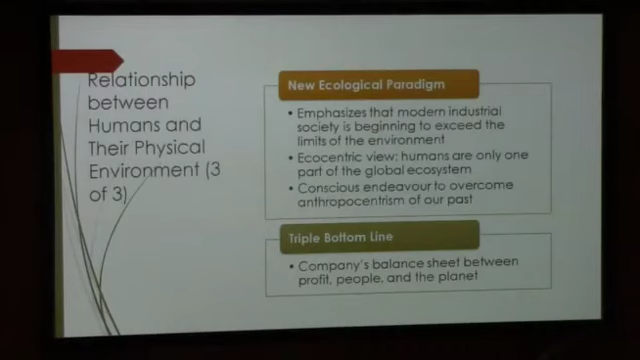 Relationship
between
Humans and
Their Physical
Environment (3
of 3)
New Ecological Paradigm
• Emphasizes that modern industrial
society is beginning to exceed the
limits of the environment
• Ecocentric view: humans are only one
part of the global ecosystem
• Conscious endeavour to overcome
anthropocentrism of our past
Triple Bottom Line
• Company's balance sheet between
profit, people, and the planet